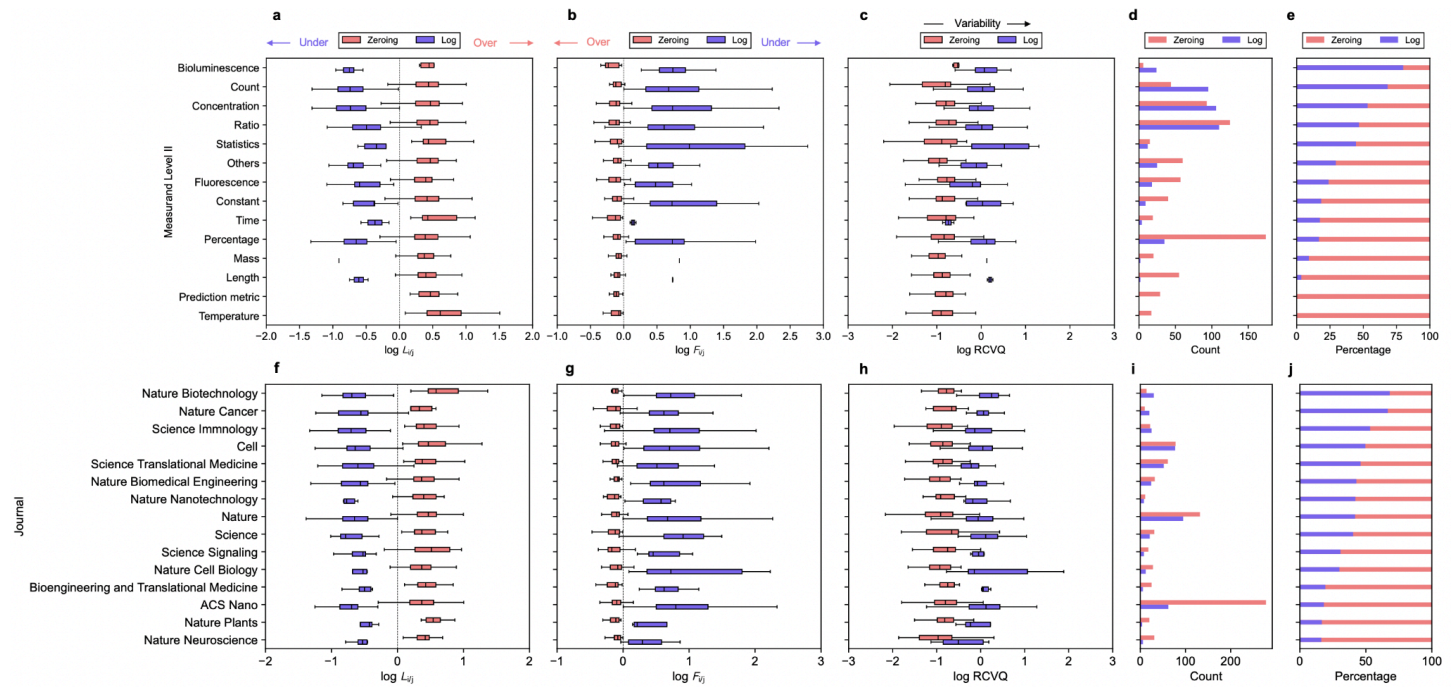 a b c d e
Variability
Under Zeroing Log Over
Over Zeroing Log Under
Zeroing Log
Zeroing Log
Zeroing Log
Measurand Level II
Bioluminescence
Count
Concentration
Ratio
Statistics
Others
Fluorescence
Constant
Time
Percentage
Mass
Length
Prediction metric
Temperature
−2.0 −1.5 −1.0 −0.5 0.0 0.5 1.0 1.5 2.0
log L i/j
−1.0 −0.5 0.0 0.5 1.0 1.5 2.0 2.5 3.0
log F i/j
−3 −2 −1 0 1 2 3
log RCVQ
0 50 100 150
Count
0 25 50 75 100
Percentage
f g h i j
Journal
Nature Biotechnology
Nature Cancer
Science Immnology
Cell
Science Translational Medicine
Nature Biomedical Engineering
Nature Nanotechnology
Nature
Science
Science Signaling
Nature Cell Biology
Bioengineering and Translational Medicine
ACS Nano
Nature Plants
Nature Neuroscience
−2 −1 0 1 2
log L i/j
−1 0 1 2 3
log F i/j
−3 −2 −1 0 1 2 3
log RCVQ
0 100 200
Count
0 50 100
Percentage